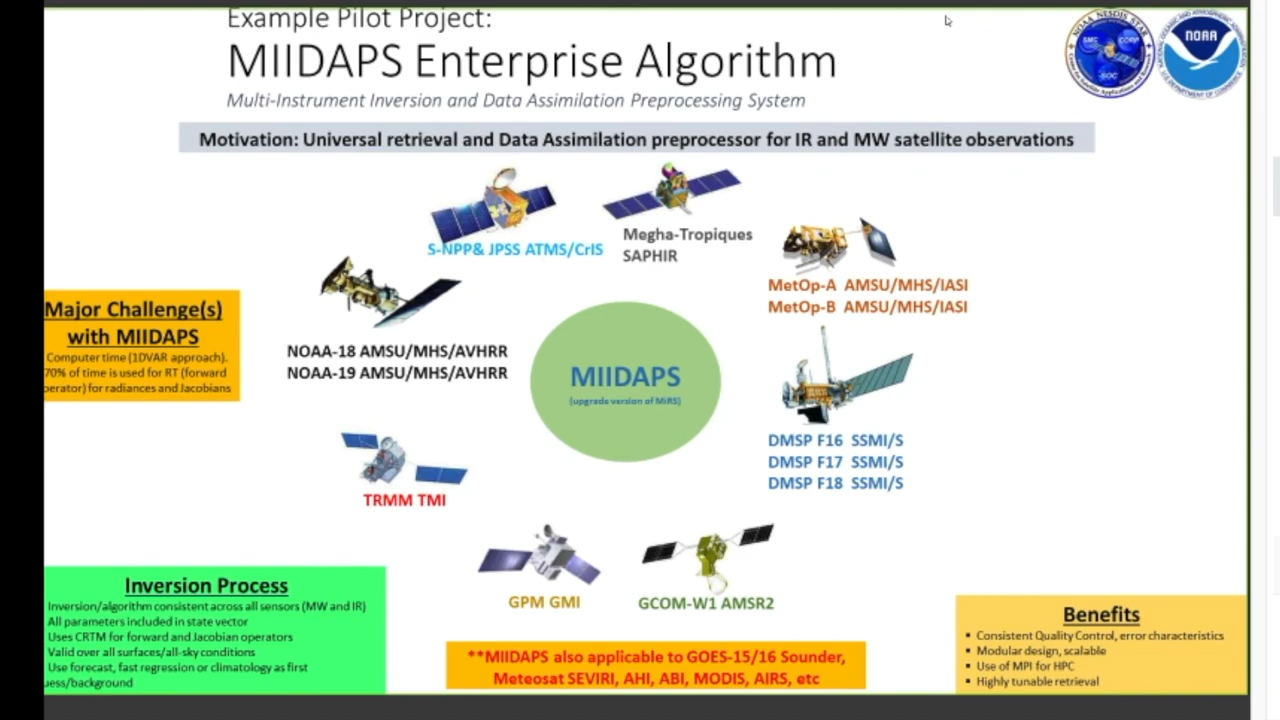 Example Pilot Project:
MIIDAPS Enterprise Algorithm
Multi-Instrument Inversion and Data Assimilation Preprocessing System
NOAA
Motivation: Universal retrieval and Data Assimilation preprocessor for IR and MW satellite observations
S-NPP& JPSS ATMS/CrIS
Megha-Tropiques
SAPHIR
MetOp-A AMSU/MHS/IASI
MetOp-B AMSU/MHS/IASI
Major Challenge(s)
with MIIDAPS
Computer time (1DVAR approach).
70% of time is used for RT (forward
perator) for radiances and Jacobians
NOAA-18 AMSU/MHS/AVHRR
NOAA-19 AMSU/MHS/AVHRR
MIIDAPS
(upgrade version of MiRS)
DMSP F16 SSMI/S
DMSP F17 SSMI/S
DMSP F18 SSMI/S
TRMM TMI
GPM GMI
GCOM-W1 AMSR2
Inversion Process
Inversion/algorithm consistent across all sensors (MW and IR)
All parameters included in state vector
Uses CRTM for forward and Jacobian operators
Valid over all surfaces/all-sky conditions
Use forecast, fast regression or climatology as first
uess/background
**MIIDAPS also applicable to GOES-15/16 Sounder,
Meteosat SEVIRI, AHI, ABI, MODIS, AIRS, etc
Benefits
▪ Consistent Quality Control, error characteristics
▪ Modular design, scalable
▪ Use of MPI for HPC
▪ Highly tunable retrieval